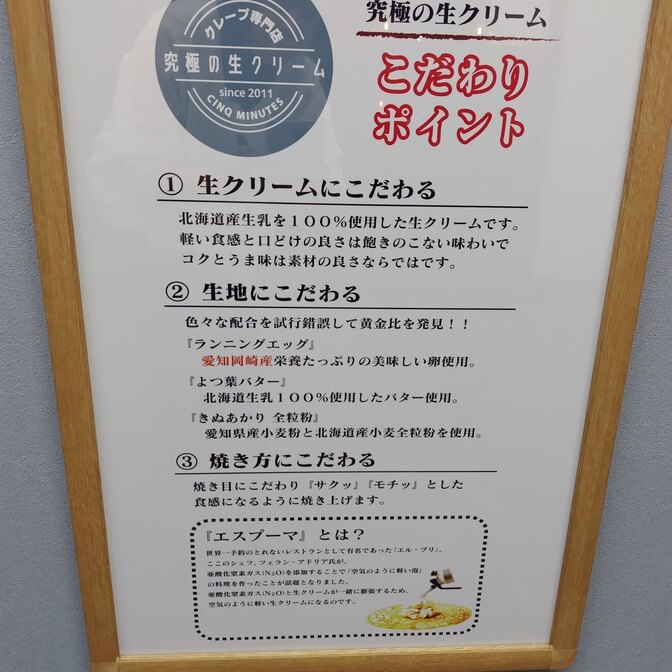 クレープ専門店
究極の生クリーム
since 2011
CINQ MINUTES
究極の生クリーム
こだわり
ポイント
① 生クリームにこだわる
北海道産生乳を100%使用した生クリームです。
軽い食感と口どけの良さは飽きのこない味わいで
コクとうま味は素材の良さならではです。
② 生地にこだわる
色々な配合を試行錯誤して黄金比を発見！！
『ランニングエッグ』
愛知岡崎産栄養たっぷりの美味しい卵使用。
『よつ葉バター』
北海道生乳100%使用したバター使用。
『きぬあかり 全粒粉』
愛知県産小麦粉と北海道産小麦全粒粉を使用。
③ 焼き方にこだわる
焼き目にこだわり『サクッ』『モチッ』とした
食感になるように焼き上げます。
『エスプーマ』とは？
世界一予約のとれないレストランとして有名であった「エル・ブリ」。
ここのシェフ、フェラン・アドリア氏が、
亜酸化窒素ガス(N₂O)を添加することで「空気のように軽い泡」
の料理を作ったことが話題となりました。
亜酸化窒素ガス(N₂O)と生クリームが一緒に膨張するため、
空気のように軽い生クリームになるのです。